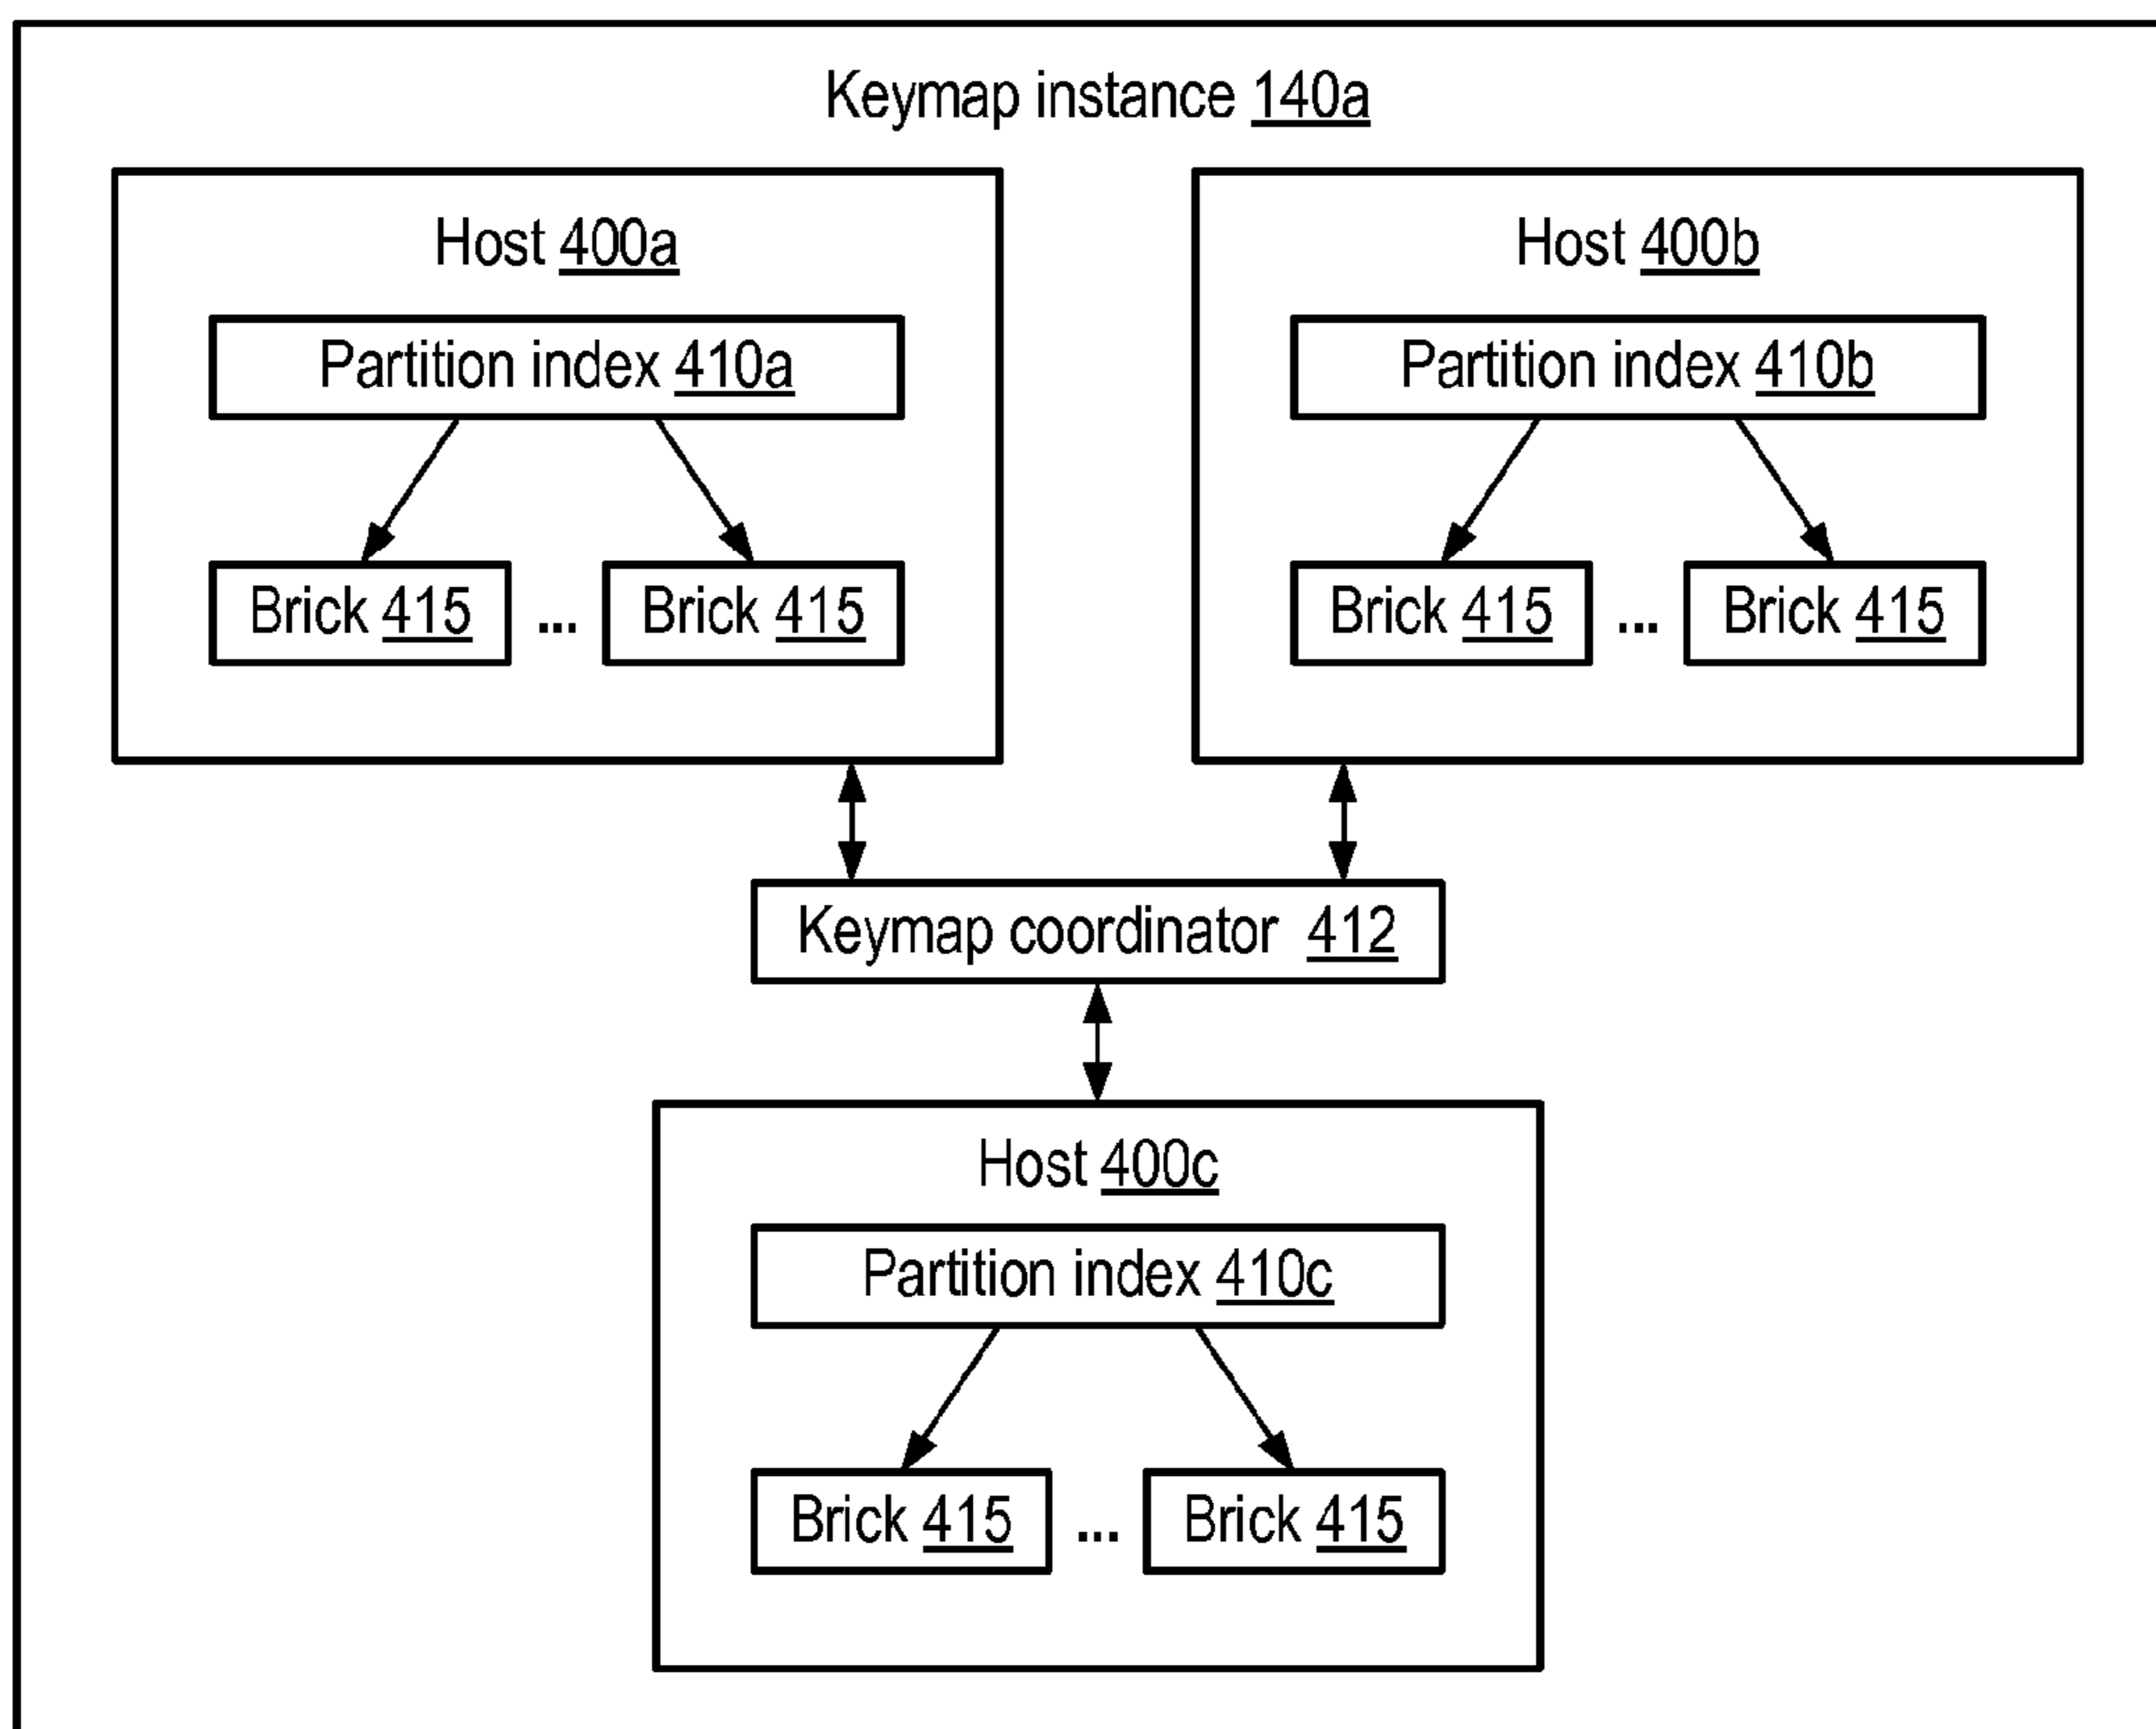 Keymap instance 140a
Host 400a
Partition index 410a
Brick 415 ... Brick 415
Host 400b
Partition index 410b
Brick 415 ... Brick 415
Keymap coordinator 412
Host 400c
Partition index 410c
Brick 415 ... Brick 415